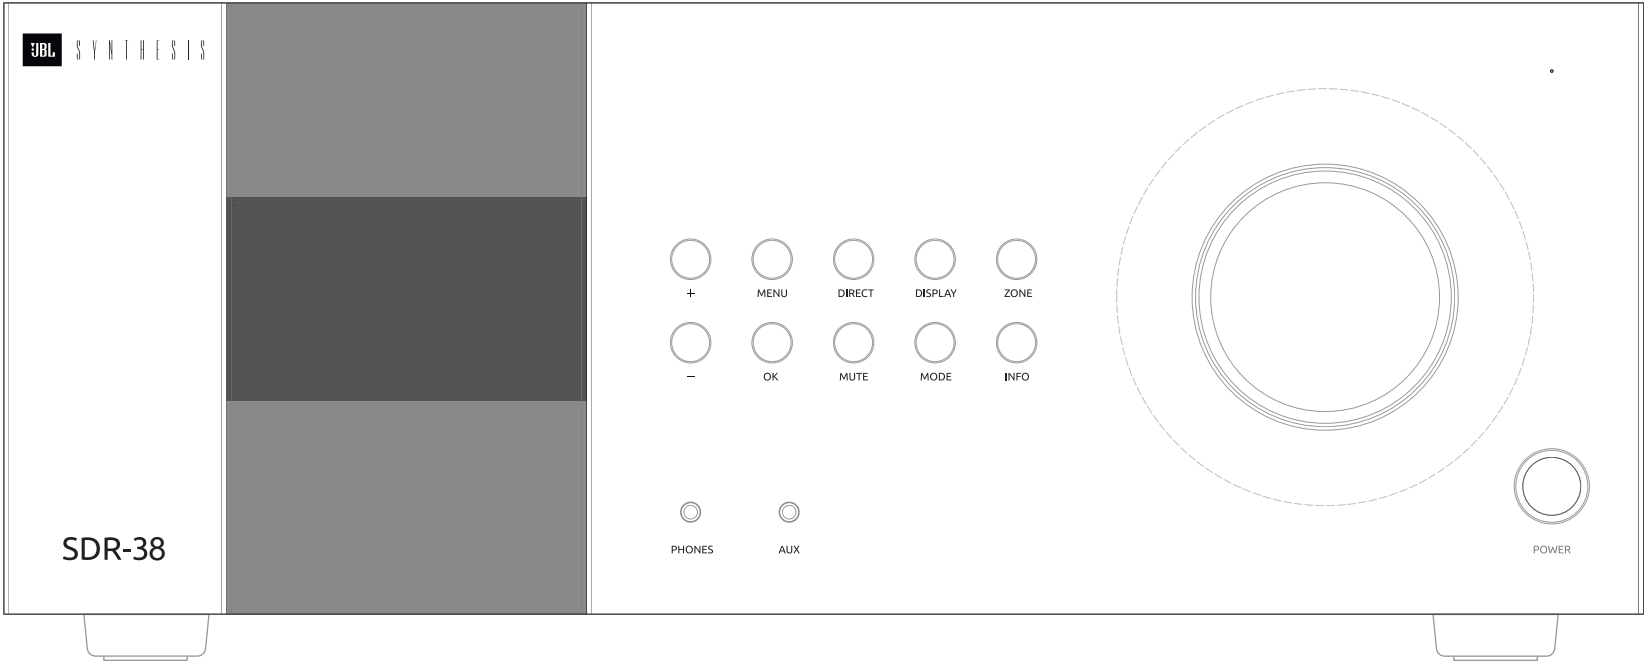 JBL SYNTHESIS
+ MENU DIRECT DISPLAY ZONE
− OK MUTE MODE INFO
PHONES AUX
SDR-38
POWER